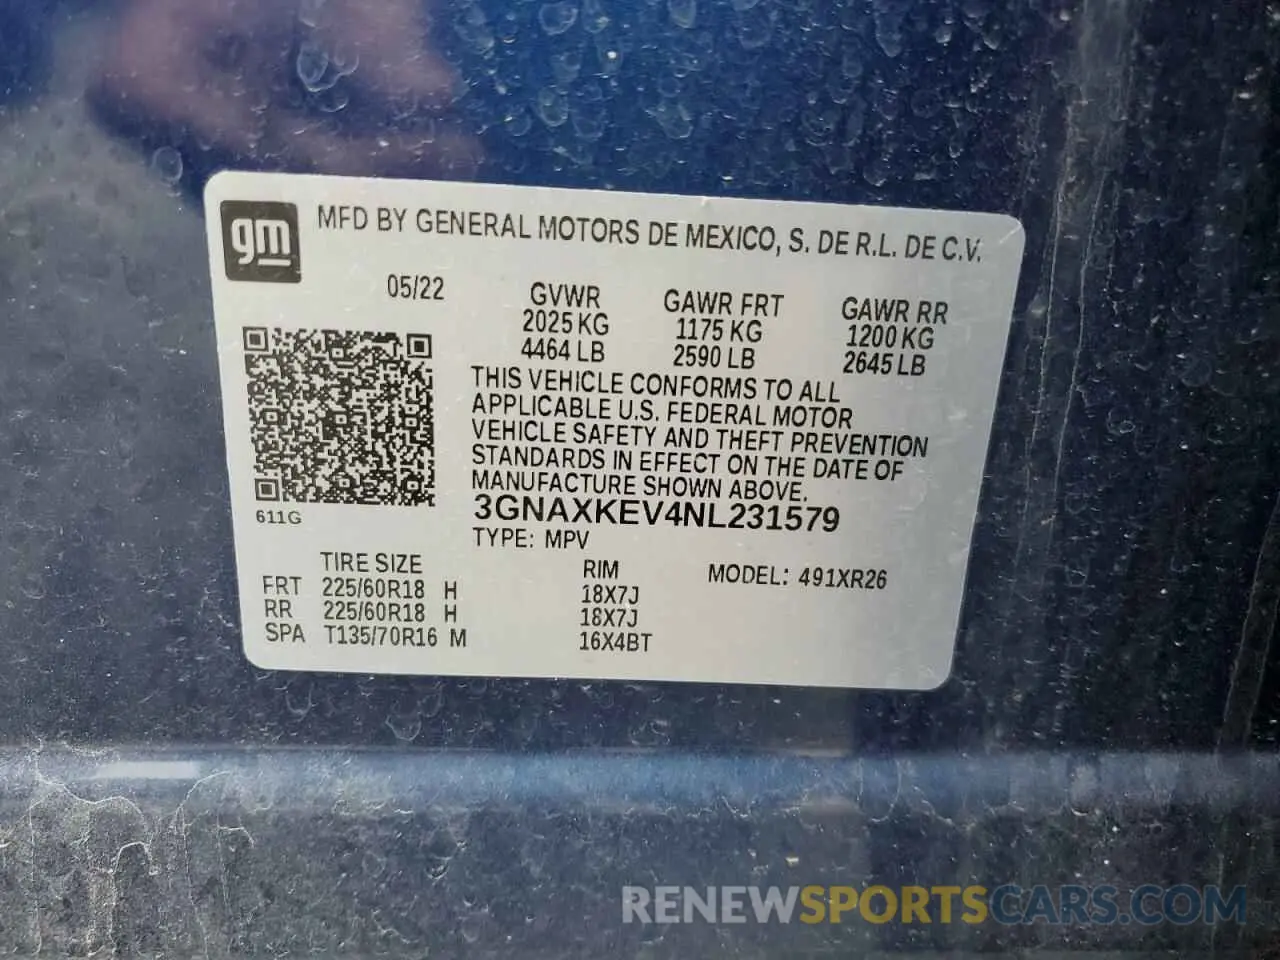 gm
MFD BY GENERAL MOTORS DE MEXICO, S. DE R.L. DE C.V.
05/22
GVWR GAWR FRT GAWR RR
2025 KG 1175 KG 1200 KG
4464 LB 2590 LB 2645 LB
THIS VEHICLE CONFORMS TO ALL
APPLICABLE U.S. FEDERAL MOTOR
VEHICLE SAFETY AND THEFT PREVENTION
STANDARDS IN EFFECT ON THE DATE OF
MANUFACTURE SHOWN ABOVE.
3GNAXKEV4NL231579
611G
TYPE: MPV
TIRE SIZE RIM MODEL: 491XR26
FRT 225/60R18 H 18X7J
RR 225/60R18 H 18X7J
SPA T135/70R16 M 16X4BT
RENEWSPORTSCARS.COM